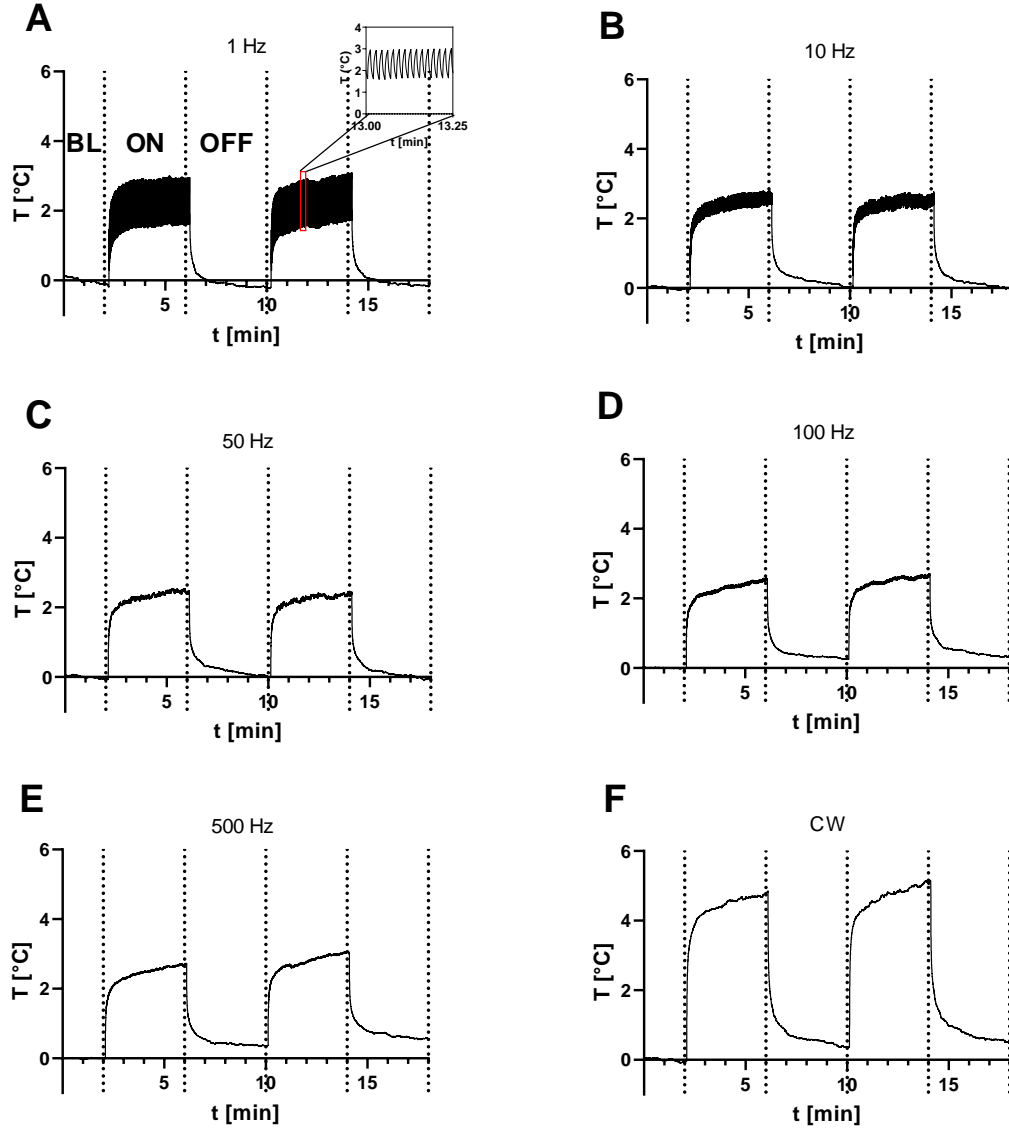 A
1 Hz
T [°C]
6
4
2
0
BL ON OFF
5 10 15
t [min]
τ (°C)
4
3
2
1
0
13.00 13.25
t [min]
B
10 Hz
T [°C]
6
4
2
0
5 10 15
t [min]
C
50 Hz
T [°C]
6
4
2
0
5 10 15
t [min]
D
100 Hz
T [°C]
6
4
2
0
5 10 15
t [min]
E
500 Hz
T [°C]
6
4
2
0
5 10 15
t [min]
F
CW
T [°C]
6
4
2
0
5 10 15
t [min]